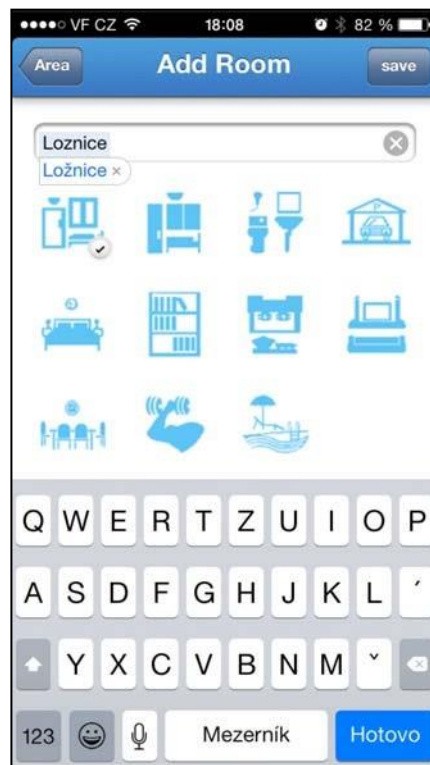 VF CZ 18:08 82 %
Area Add Room save
Loznice
Ložnice ×
Q W E R T Z U I O P
A S D F G H J K L ´
Y X C V B N M ˇ
123 Mezerník Hotovo